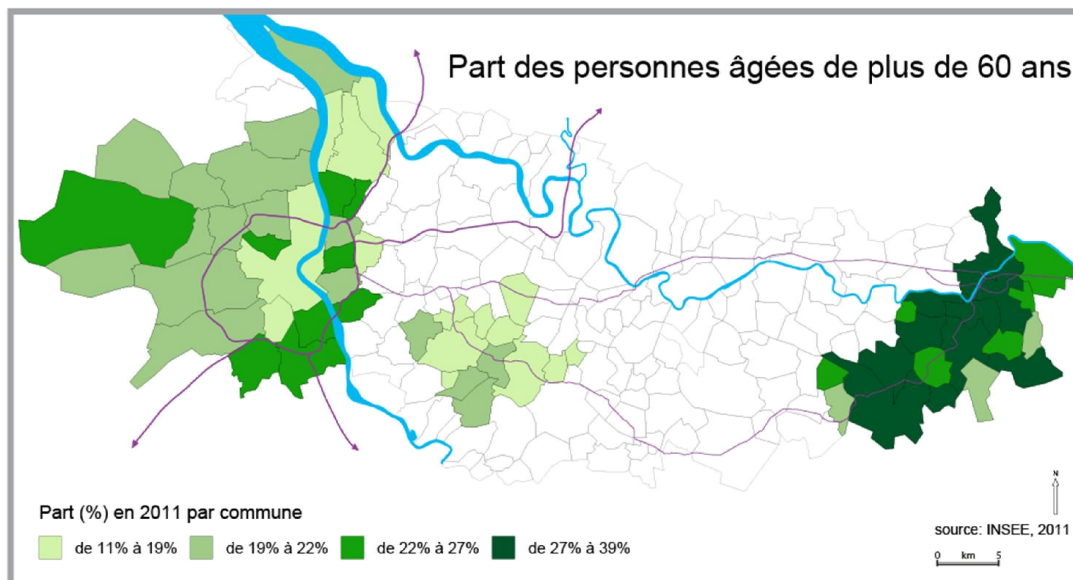 Part des personnes âgées de plus de 60 ans
Part (%) en 2011 par commune
de 11% à 19%
de 19% à 22%
de 22% à 27%
de 27% à 39%
N
source: INSEE, 2011
0 km 5